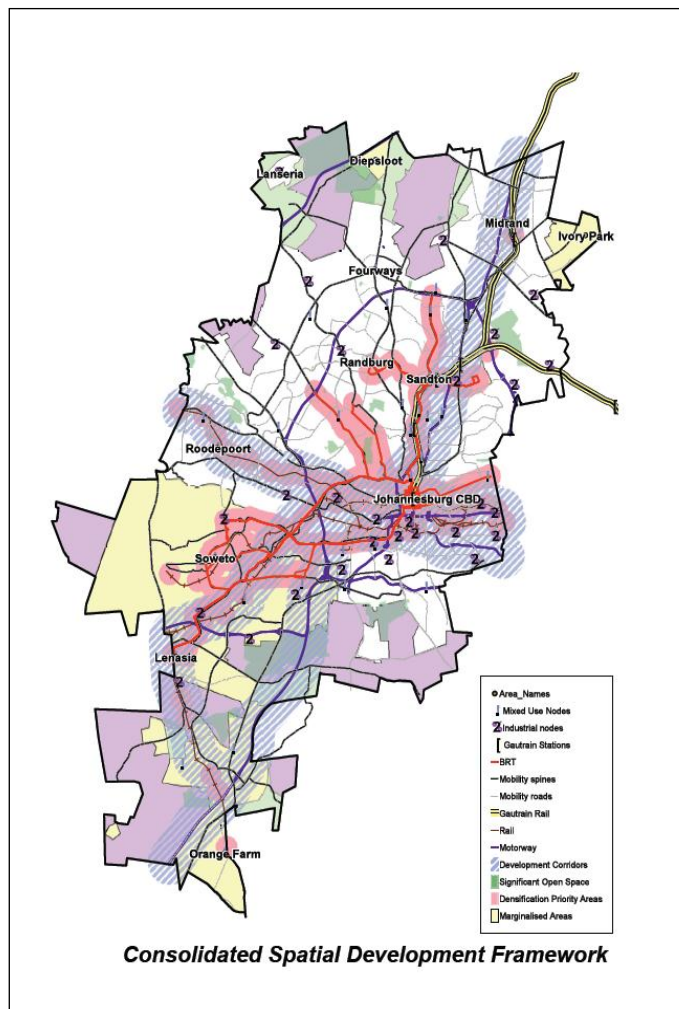 Diepsloot
Lanseria
Midrand
Ivory Park
Fourways
Randburg
Sandton
Roodepoort
Johannesburg CBD
Soweto
Lenasia
Orange Farm
Area_Names
Mixed Use Nodes
Industrial nodes
Gautrain Stations
BRT
Mobility spines
Mobility roads
Gautrain Rail
Rail
Motorway
Development Corridors
Significant Open Space
Densification Priority Areas
Marginalised Areas
Consolidated Spatial Development Framework